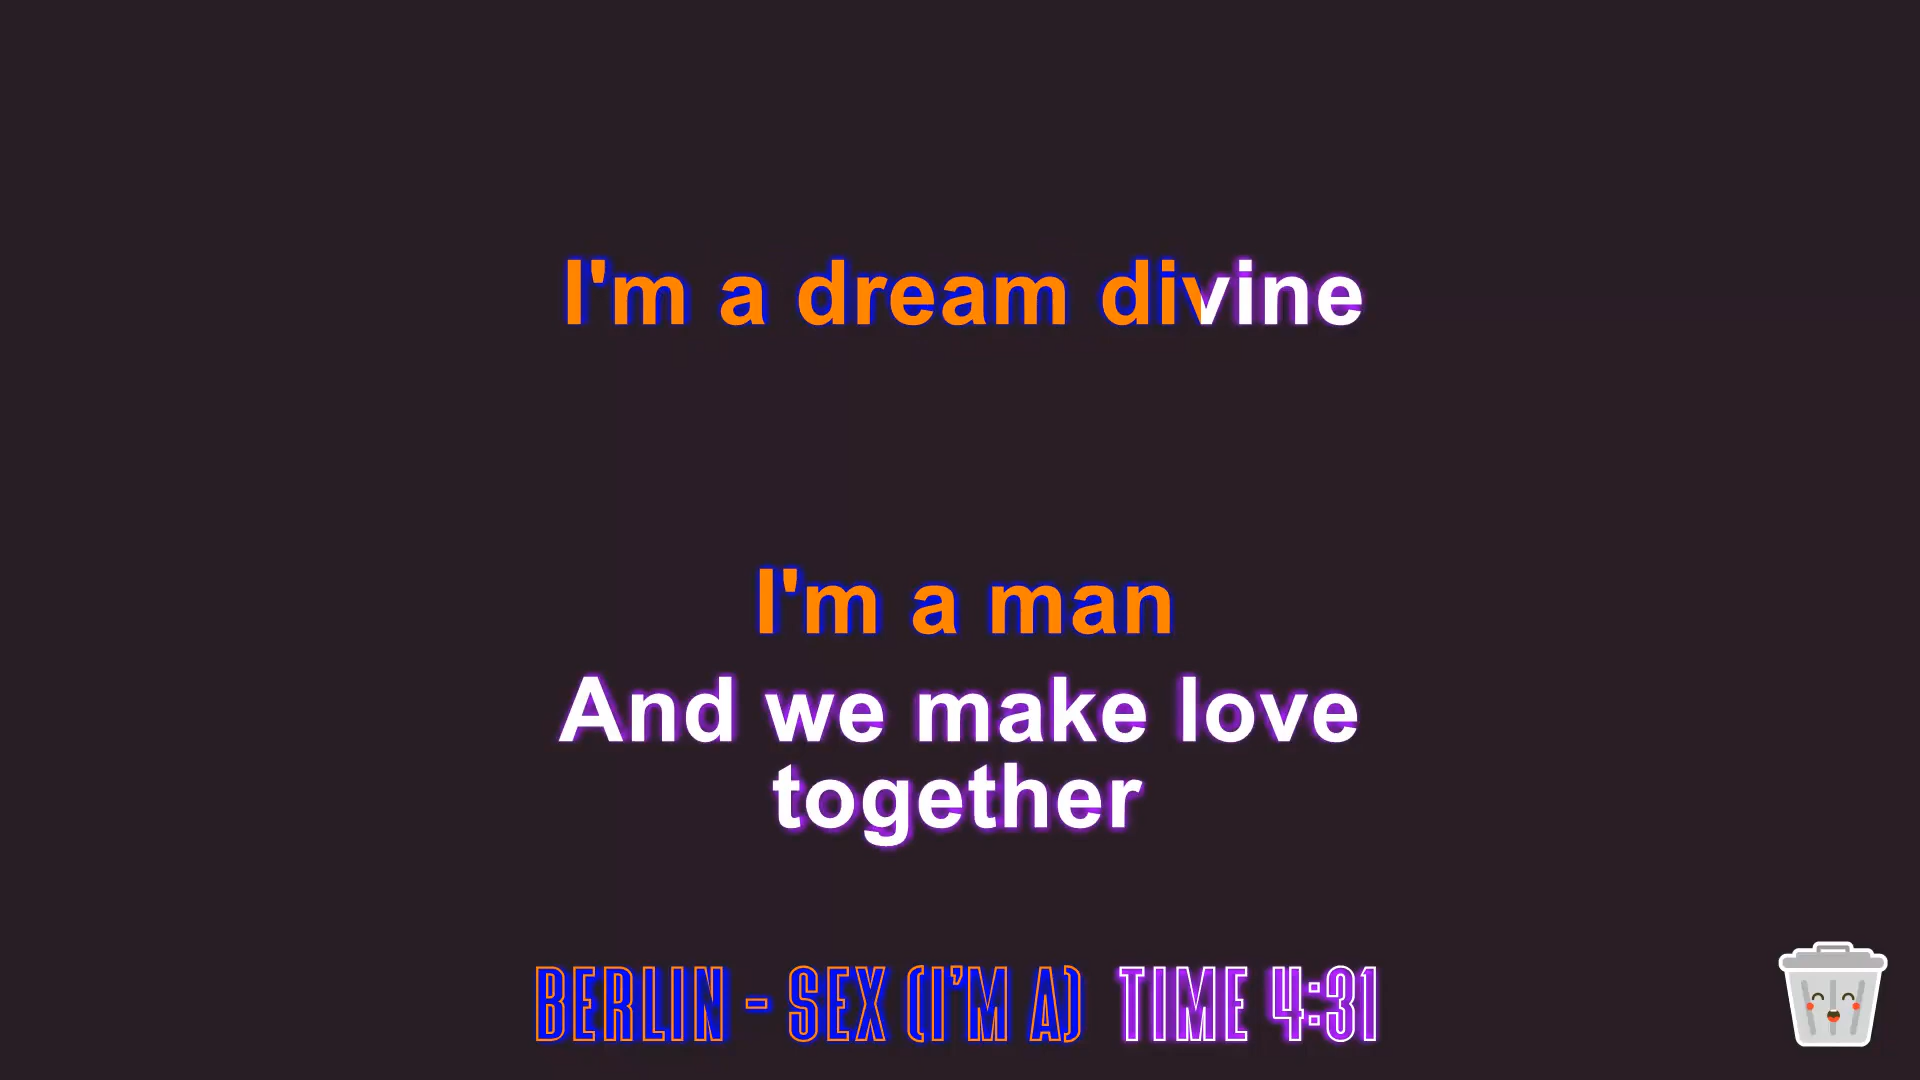 I'm a dream divine
I'm a man
And we make love
together
BERLIN - SEX (I'M A) TIME 4:31